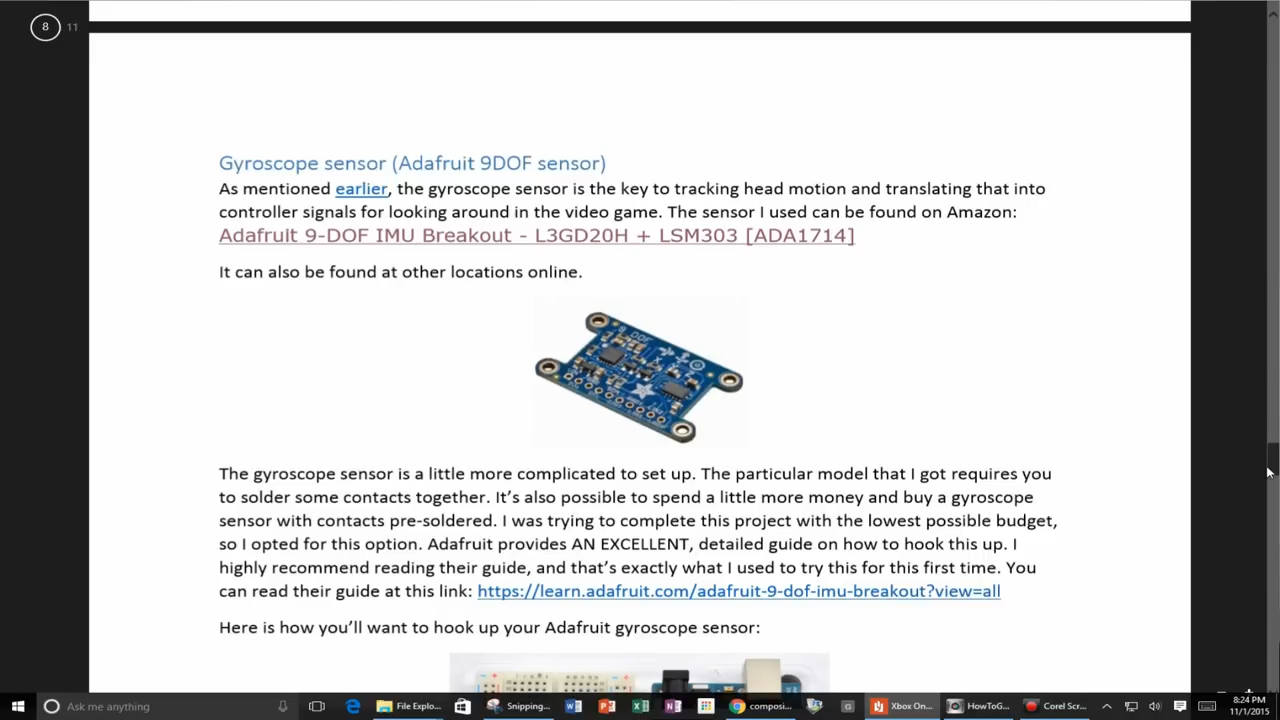 8 11
Gyroscope sensor (Adafruit 9DOF sensor)
As mentioned earlier, the gyroscope sensor is the key to tracking head motion and translating that into
controller signals for looking around in the video game. The sensor I used can be found on Amazon:
Adafruit 9-DOF IMU Breakout - L3GD20H + LSM303 [ADA1714]
It can also be found at other locations online.
9 DOF
The gyroscope sensor is a little more complicated to set up. The particular model that I got requires you
to solder some contacts together. It’s also possible to spend a little more money and buy a gyroscope
sensor with contacts pre-soldered. I was trying to complete this project with the lowest possible budget,
so I opted for this option. Adafruit provides AN EXCELLENT, detailed guide on how to hook this up. I
highly recommend reading their guide, and that’s exactly what I used to try this for this first time. You
can read their guide at this link: https://learn.adafruit.com/adafruit-9-dof-imu-breakout?view=all
Here is how you’ll want to hook up your Adafruit gyroscope sensor:
Ask me anything File Explo... Snipping... composi... Xbox On... HowToG... Corel Scr... 8:24 PM
11/1/2015